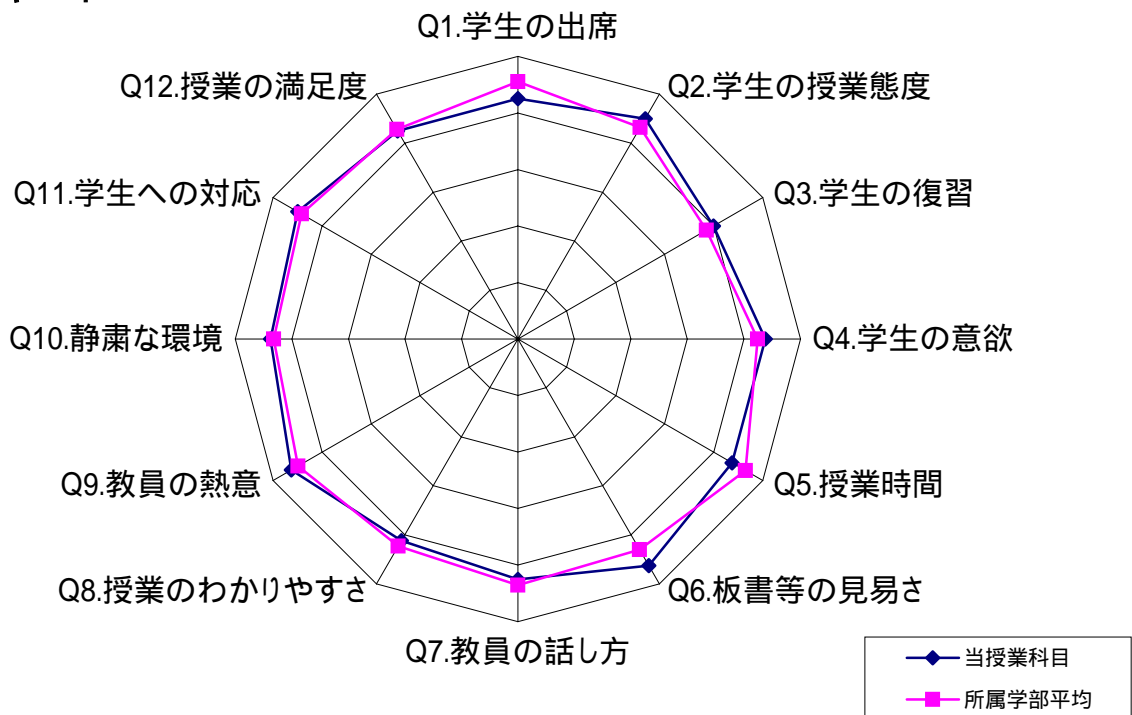 Q1.学生の出席
Q2.学生の授業態度
Q3.学生の復習
Q4.学生の意欲
Q5.授業時間
Q6.板書等の見易さ
Q7.教員の話し方
Q8.授業のわかりやすさ
Q9.教員の熱意
Q10.静粛な環境
Q11.学生への対応
Q12.授業の満足度
当授業科目
所属学部平均